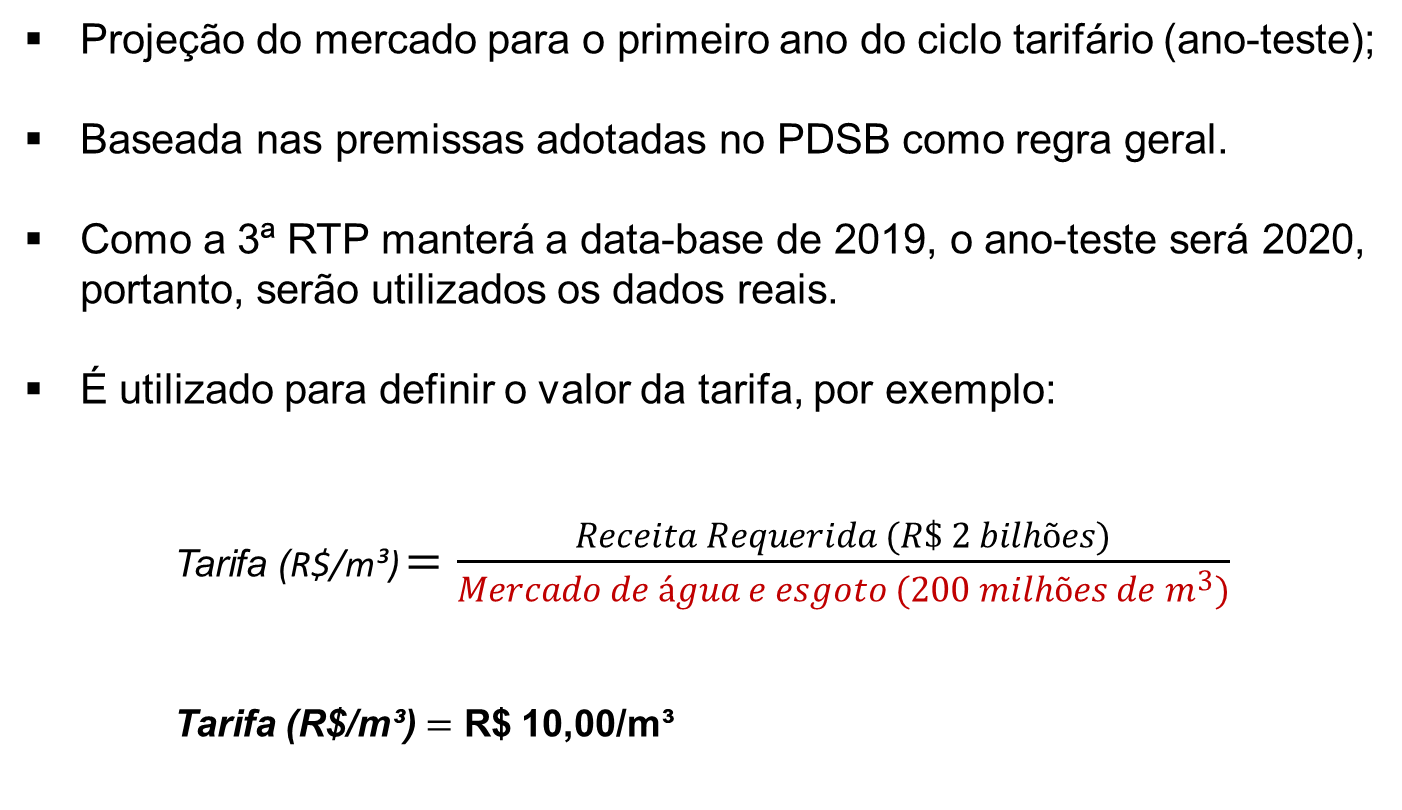 ▪ Projeção do mercado para o primeiro ano do ciclo tarifário (ano-teste);
▪ Baseada nas premissas adotadas no PDSB como regra geral.
▪ Como a 3ª RTP manterá a data-base de 2019, o ano-teste será 2020,
portanto, serão utilizados os dados reais.
▪ É utilizado para definir o valor da tarifa, por exemplo:
Receita Requerida (R$ 2 bilhões)
Tarifa (R$/m³) =
Mercado de água e esgoto (200 milhões de m³)
Tarifa (R$/m³) = R$ 10,00/m³